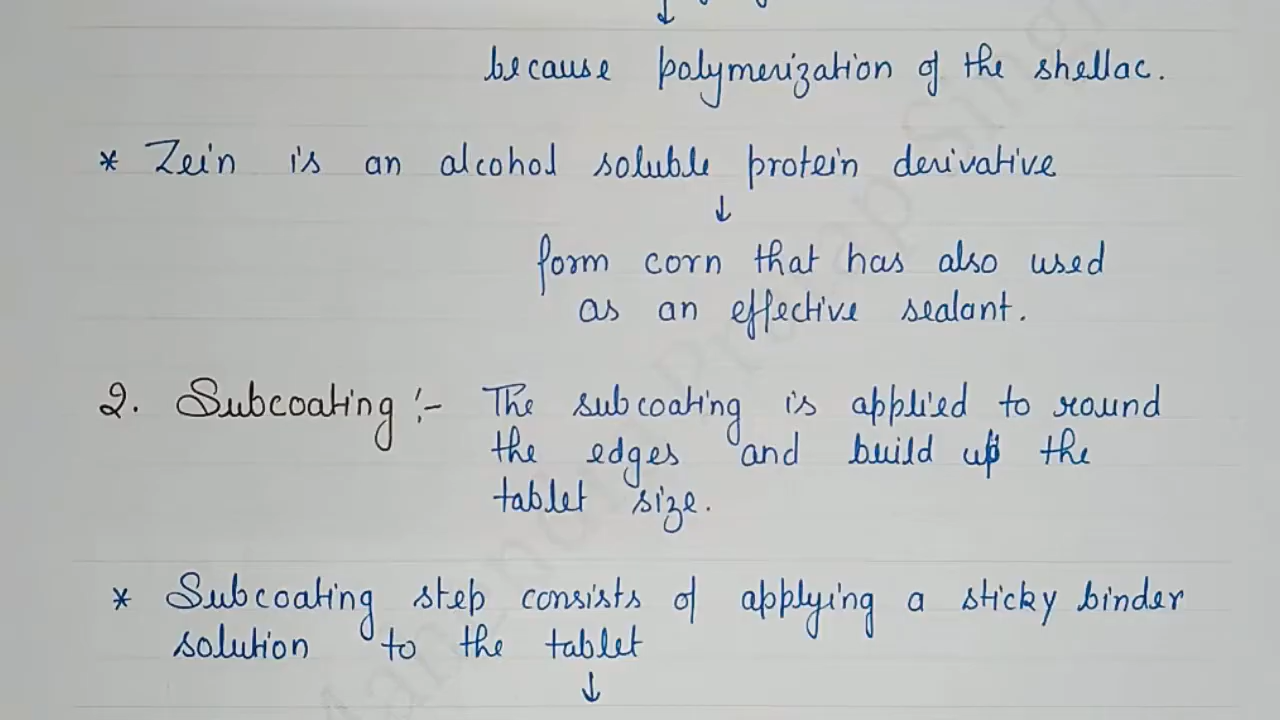 ↓
because polymerization of the shellac.
* Zein is an alcohol soluble protein derivative
↓
form corn that has also used
as an effective sealant.
2. Subcoating :- The subcoating is applied to round
the edges and build up the
tablet size.
* Subcoating step consists of applying a sticky binder
solution to the tablet
↓